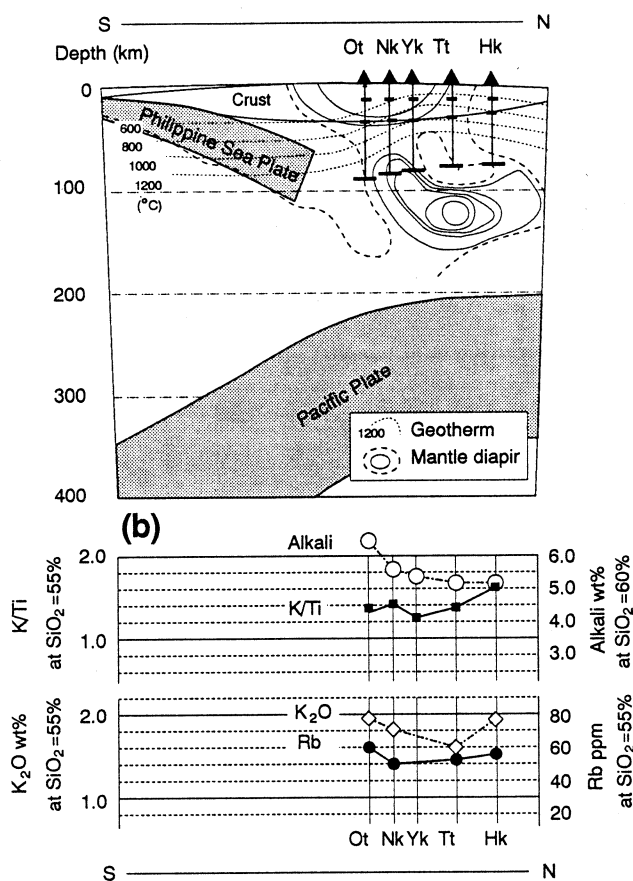 S N
Depth (km) Ot Nk Yk Tt Hk
0
Crust
Philippine Sea Plate
600
800
1000
100
1200
(°C)
200
300
Pacific Plate
1200 Geotherm
Mantle diapir
400
(b)
Alkali
2.0 6.0
K/Ti
at SiO2=55%
5.0
K/Ti
4.0
1.0
3.0
Alkali wt%
at SiO2=60%
K2O
2.0 80
Rb
60
K2O wt%
at SiO2=55%
40
1.0
20
Rb ppm
at SiO2=55%
Ot Nk Yk Tt Hk
S N